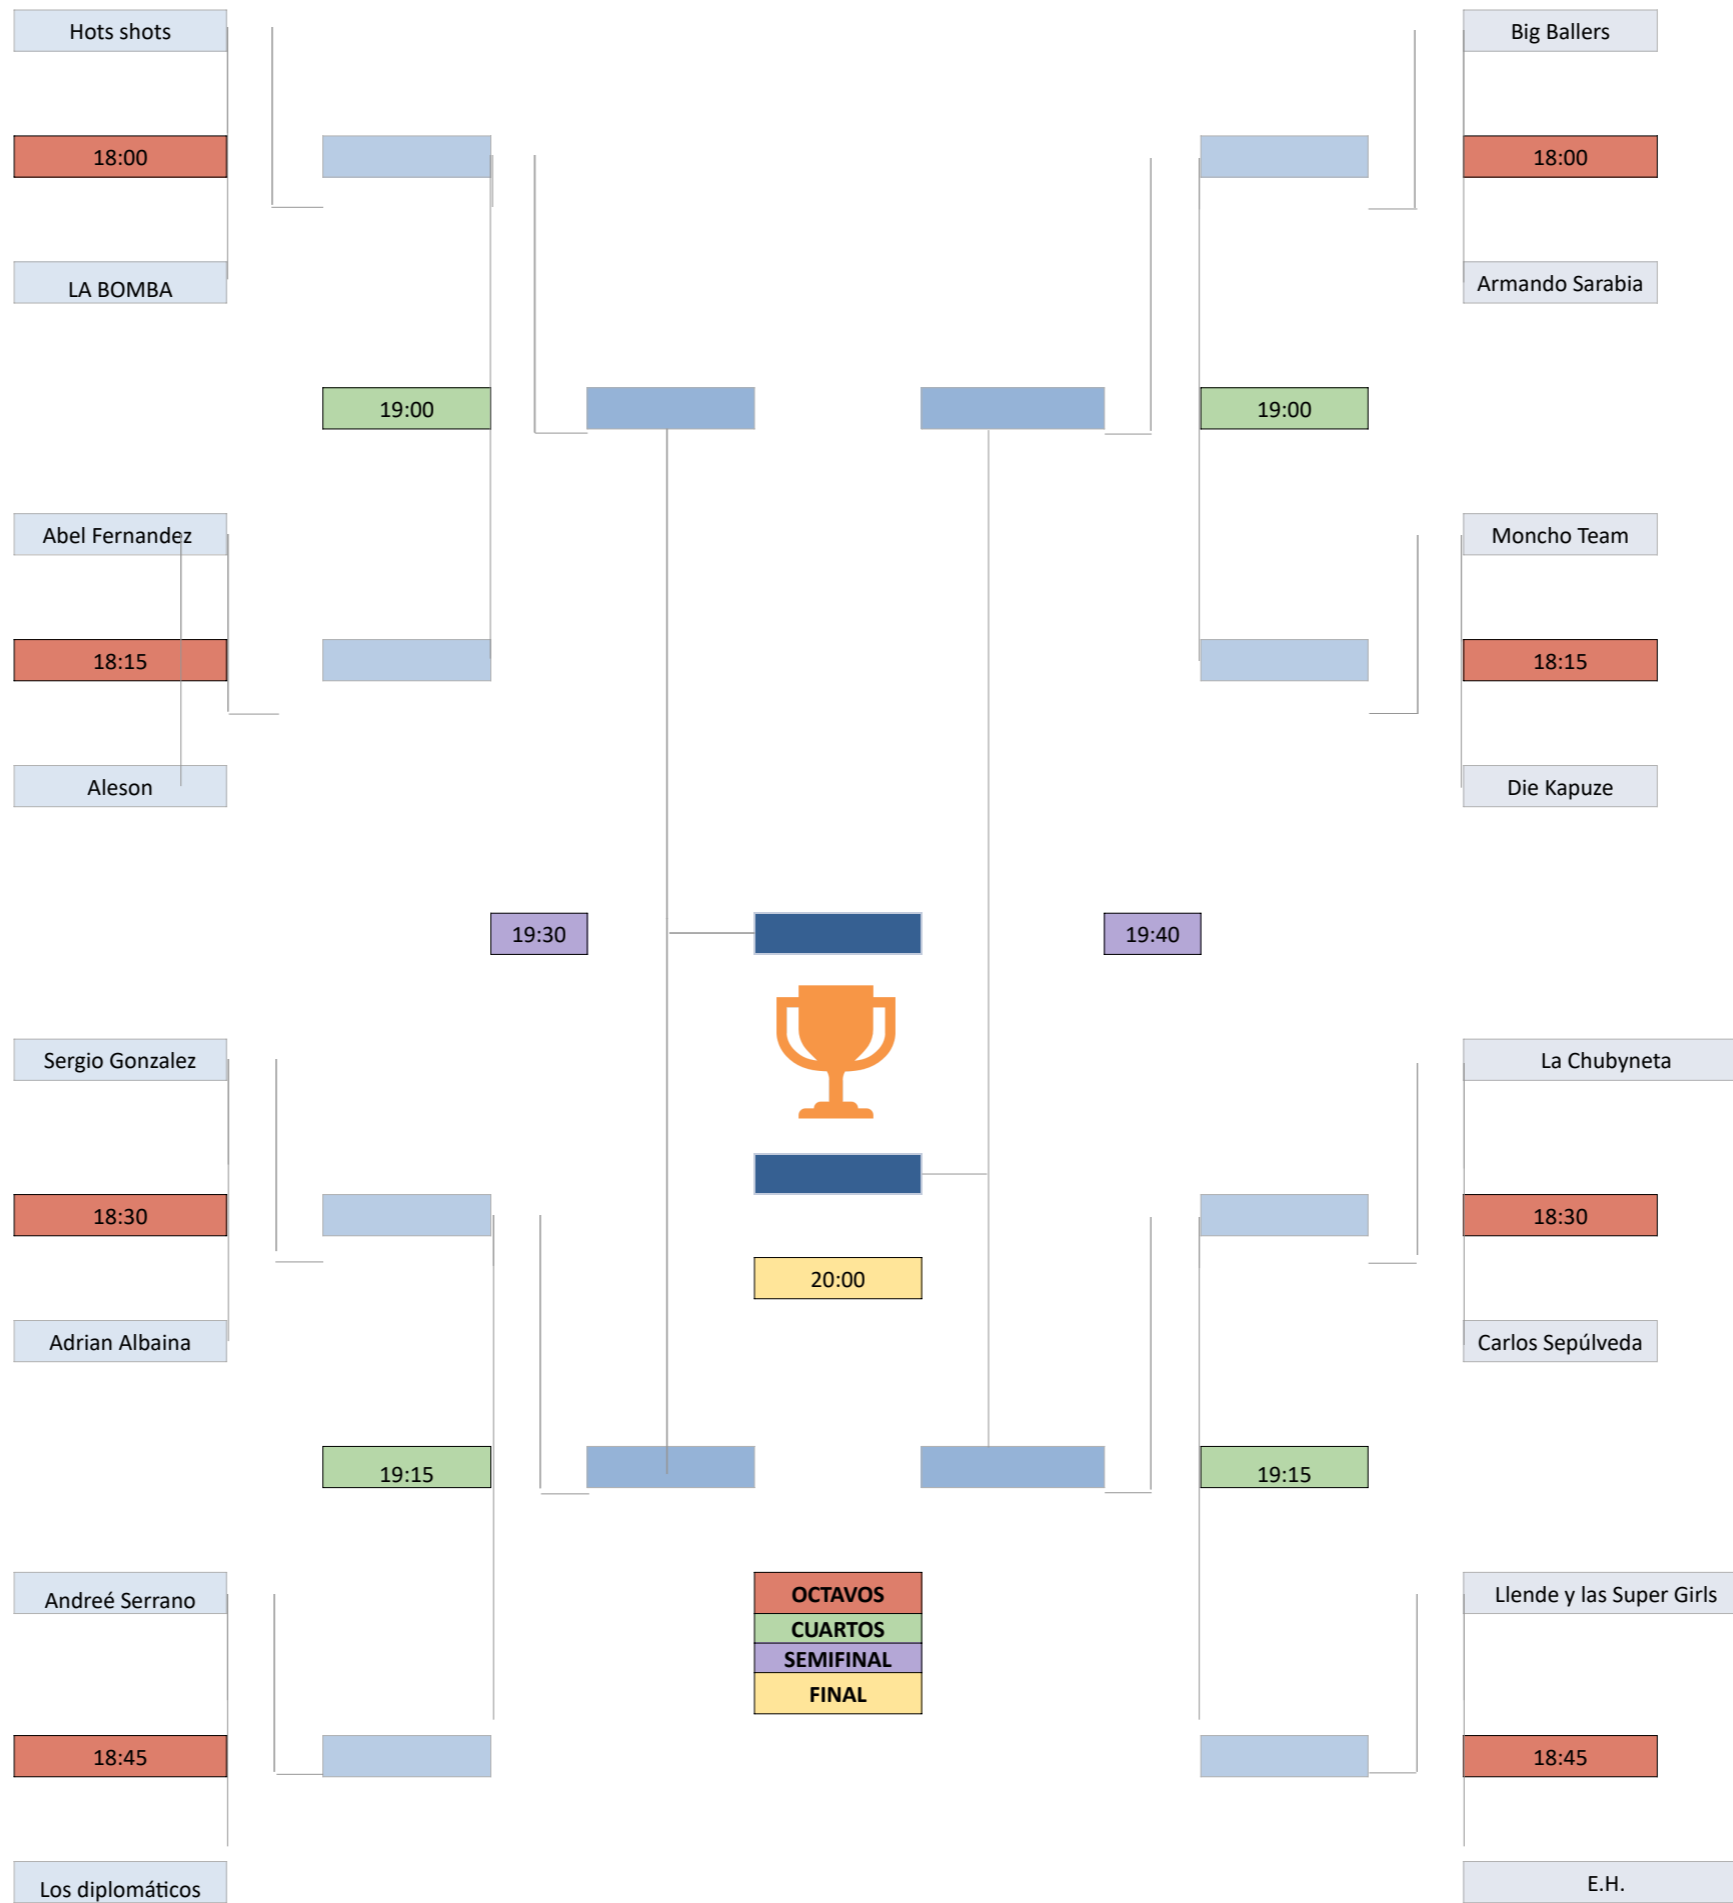 Hots shots
Big Ballers
18:00
18:00
LA BOMBA
Armando Sarabia
19:00
19:00
Abel Fernandez
Moncho Team
18:15
18:15
Aleson
Die Kapuze
19:30
19:40
Sergio Gonzalez
La Chubyneta
18:30
18:30
20:00
Adrian Albaina
Carlos Sepúlveda
19:15
19:15
Andreé Serrano
Llende y las Super Girls
OCTAVOS
CUARTOS
SEMIFINAL
FINAL
18:45
18:45
Los diplomáticos
E.H.